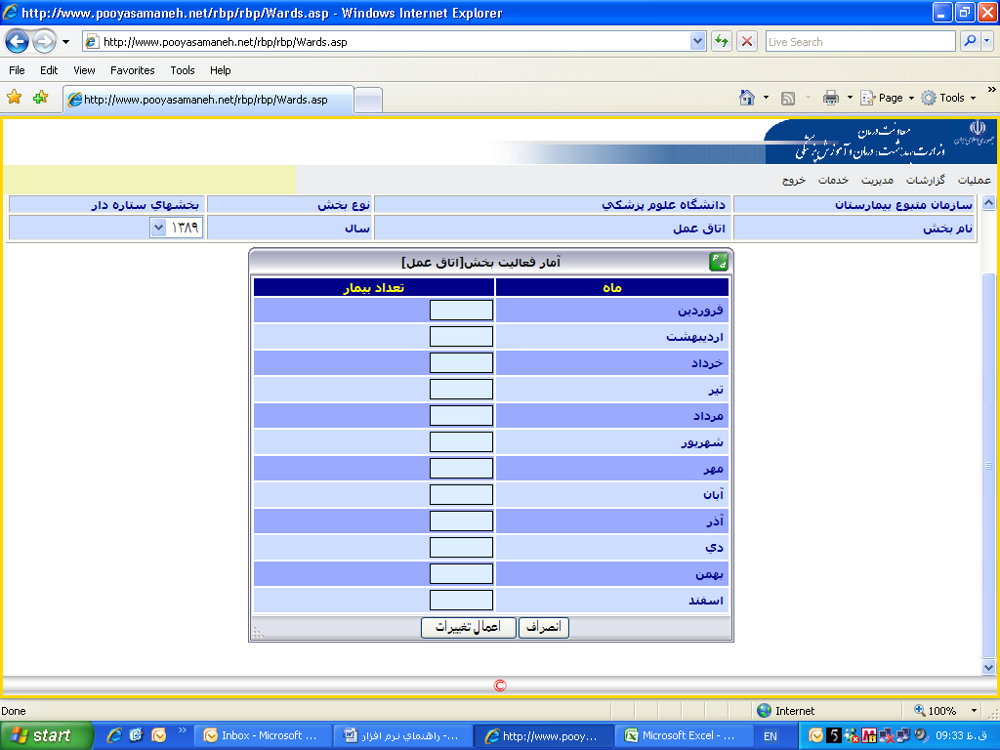 http://www.pooyasamaneh.net/rbp/rbp/Wards.asp - Windows Internet Explorer
http://www.pooyasamaneh.net/rbp/rbp/Wards.asp
Live Search
File Edit View Favorites Tools Help
http://www.pooyasamaneh.net/rbp/rbp/Wards.asp
Page Tools »
معاونت درمان
وزارت بهداشت، درمان و آموزش پزشکی
جمهوری اسلامی ایران
عمليات گزارشات مديريت خدمات خروج
سازمان متبوع بيمارستان دانشگاه علوم پزشكي نوع بخش بخشهاي ستاره دار
نام بخش اتاق عمل سال ۱۳۸۹
آمار فعاليت بخش[اتاق عمل]
ماه تعداد بيمار
فروردين
ارديبهشت
خرداد
تير
مرداد
شهريور
مهر
آبان
آذر
دي
بهمن
اسفند
انصراف اعمال تغييرات
©
Done Internet 100%
start » Inbox - Microsoft ... راهنماي نرم افزار -... http://www.pooy... Microsoft Excel - ... EN 5 09:33 ق.ظ